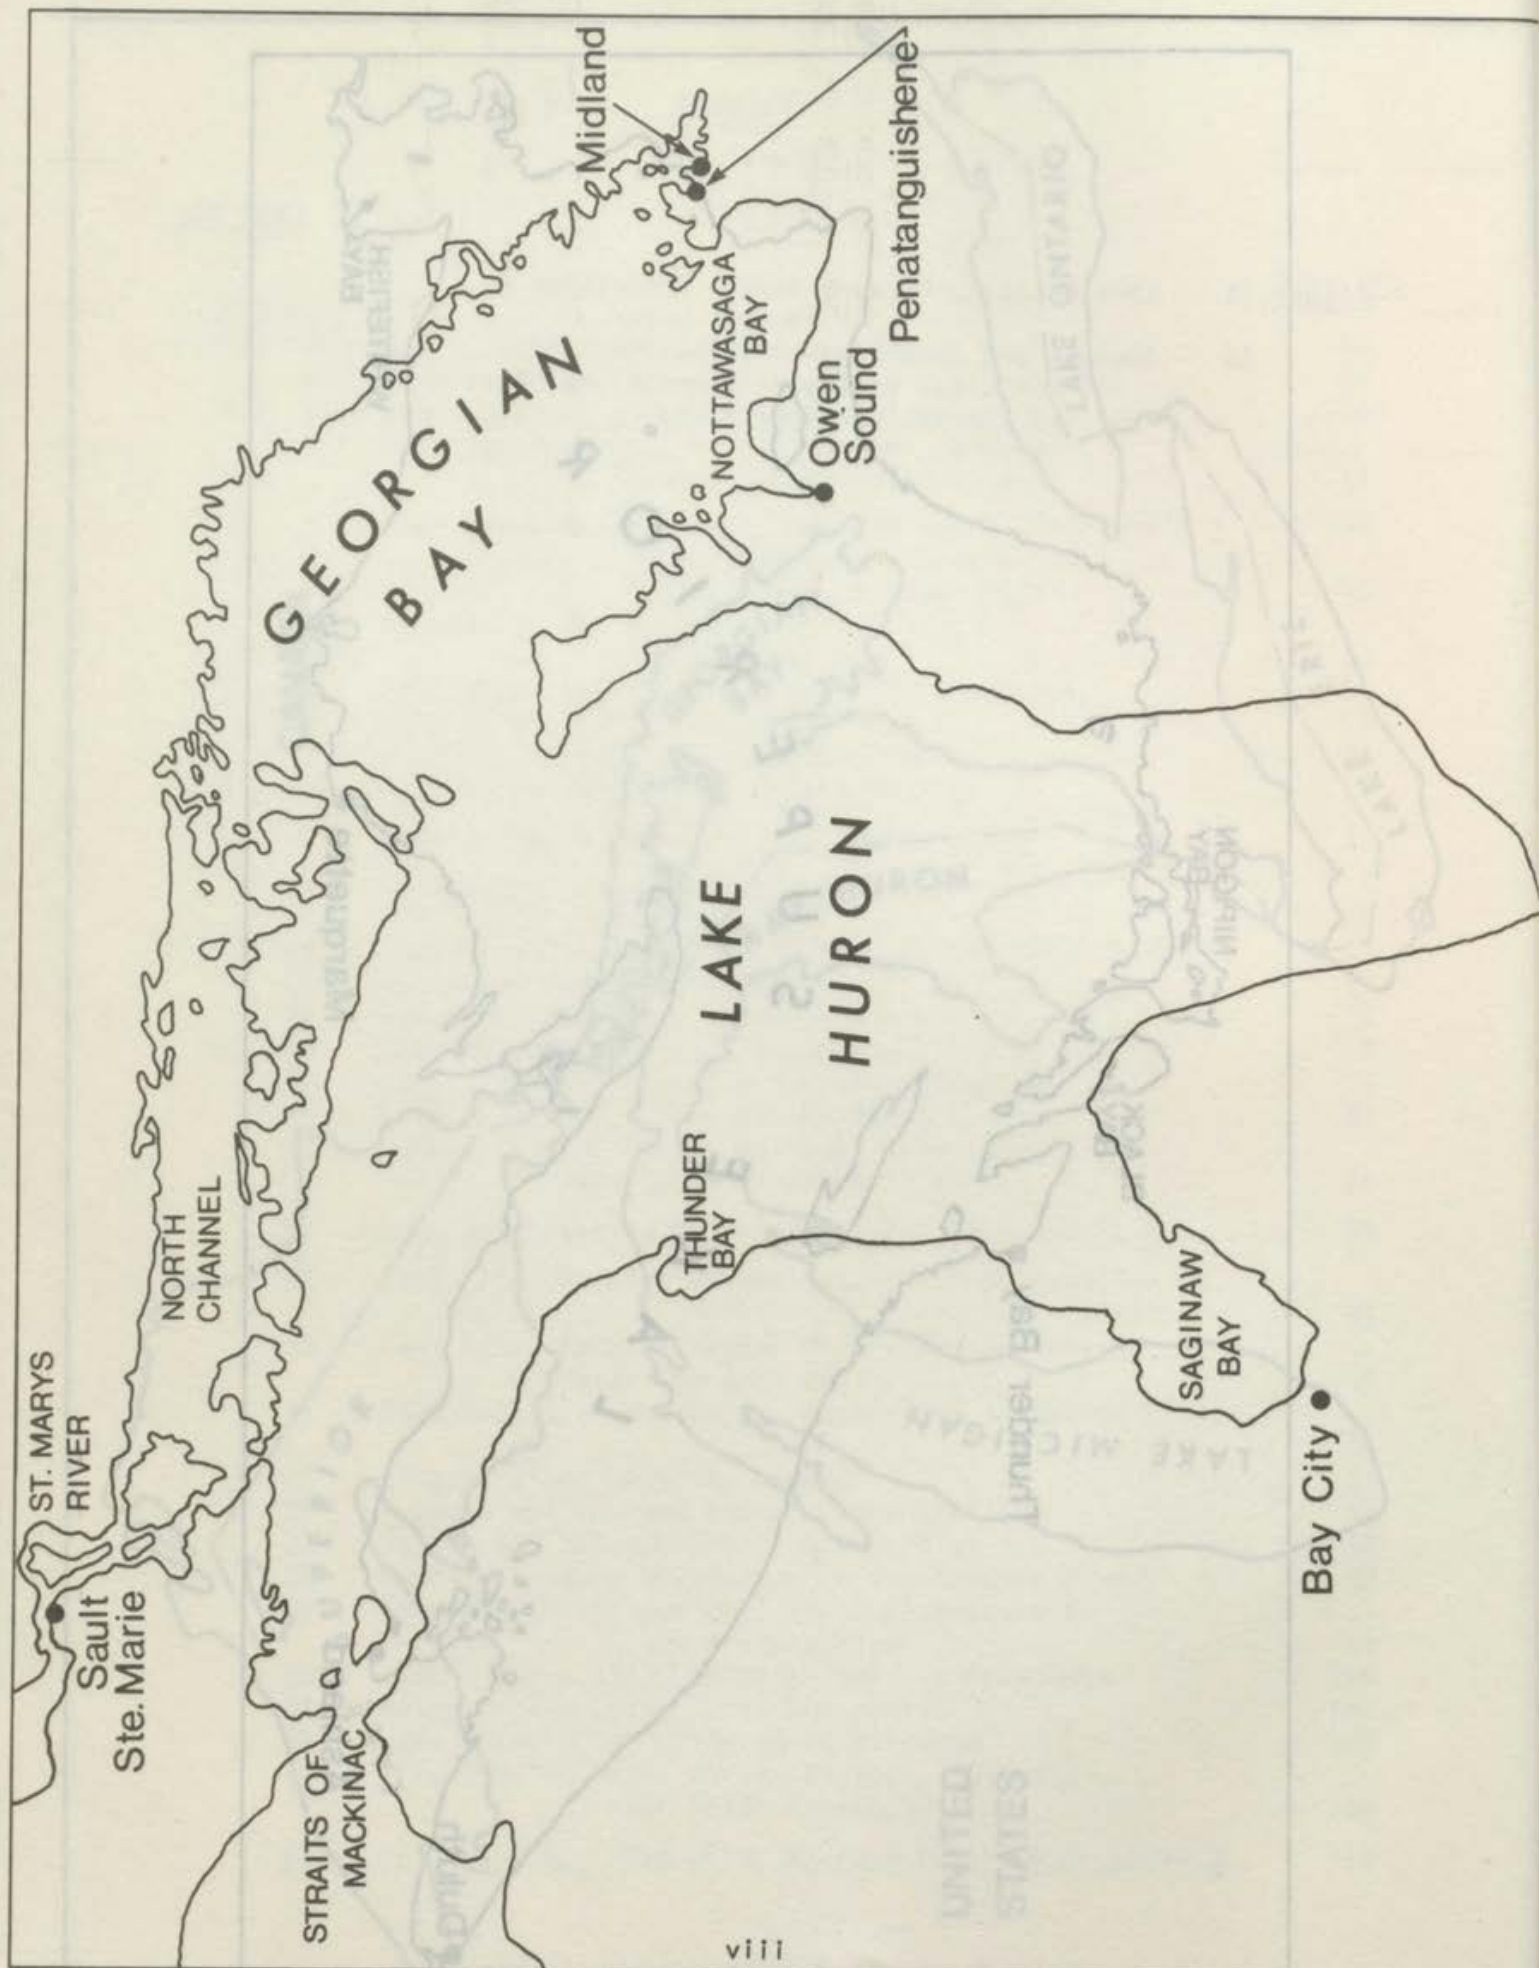 ST. MARYS
RIVER
Sault
Ste. Marie
NORTH
CHANNEL
STRAITS OF
MACKINAC
GEORGIAN
BAY
Midland
Penatanguishene
NOTTAWASAGA
BAY
Owen
Sound
LAKE
HURON
THUNDER
BAY
SAGINAW
BAY
Bay City
viii